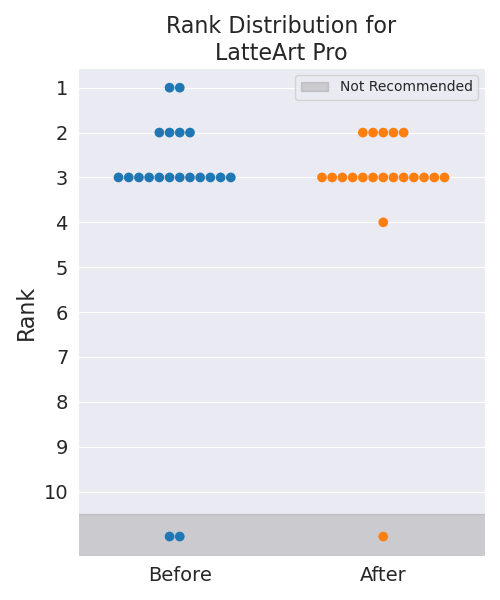 Rank Distribution for
LatteArt Pro
Not Recommended
Rank
1
2
3
4
5
6
7
8
9
10
Before
After